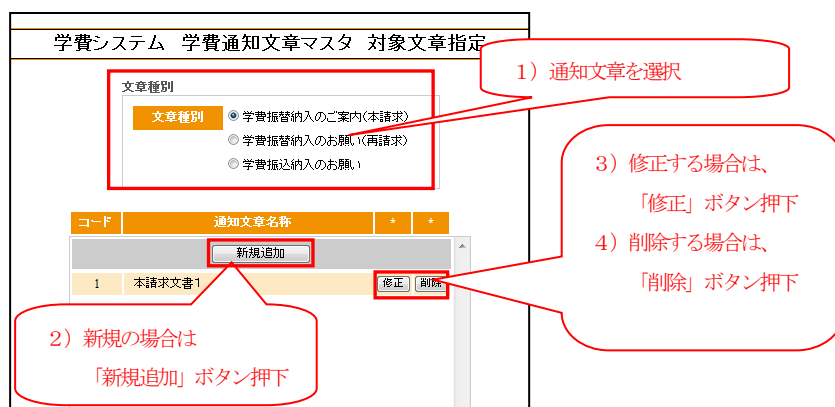 学費システム 学費通知文章マスタ 対象文章指定
1）通知文章を選択
文章種別
文章種別
学費振替納入のご案内(本請求)
学費振替納入のお願い(再請求)
学費振込納入のお願い
3）修正する場合は、
「修正」ボタン押下
4）削除する場合は、
「削除」ボタン押下
コード 通知文章名称 * *
新規追加
1 本請求文書1 修正 削除
2）新規の場合は
「新規追加」ボタン押下